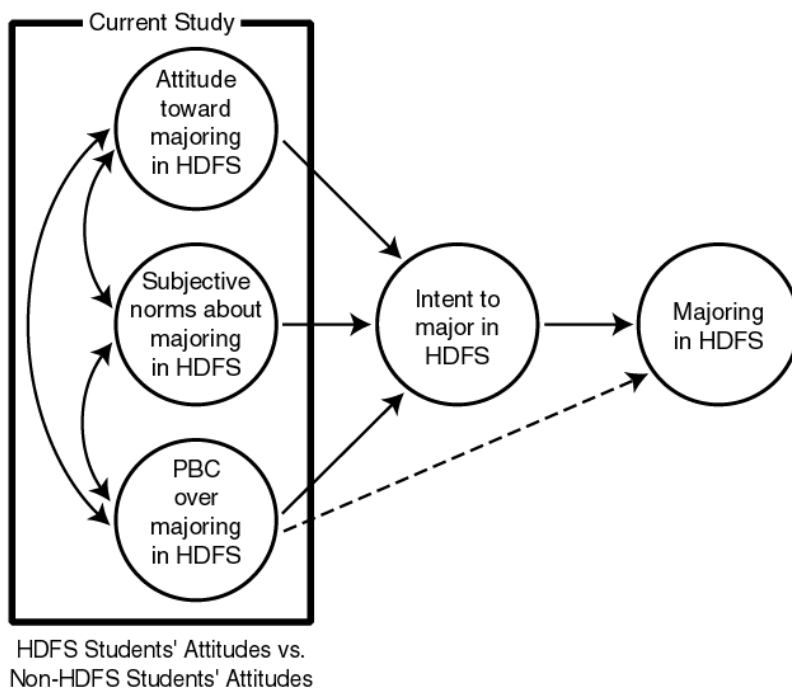 Current Study
Attitude
toward
majoring
in HDFS
Subjective
norms about
majoring
in HDFS
PBC
over
majoring
in HDFS
Intent to
major in
HDFS
Majoring
in HDFS
HDFS Students' Attitudes vs.
Non-HDFS Students' Attitudes